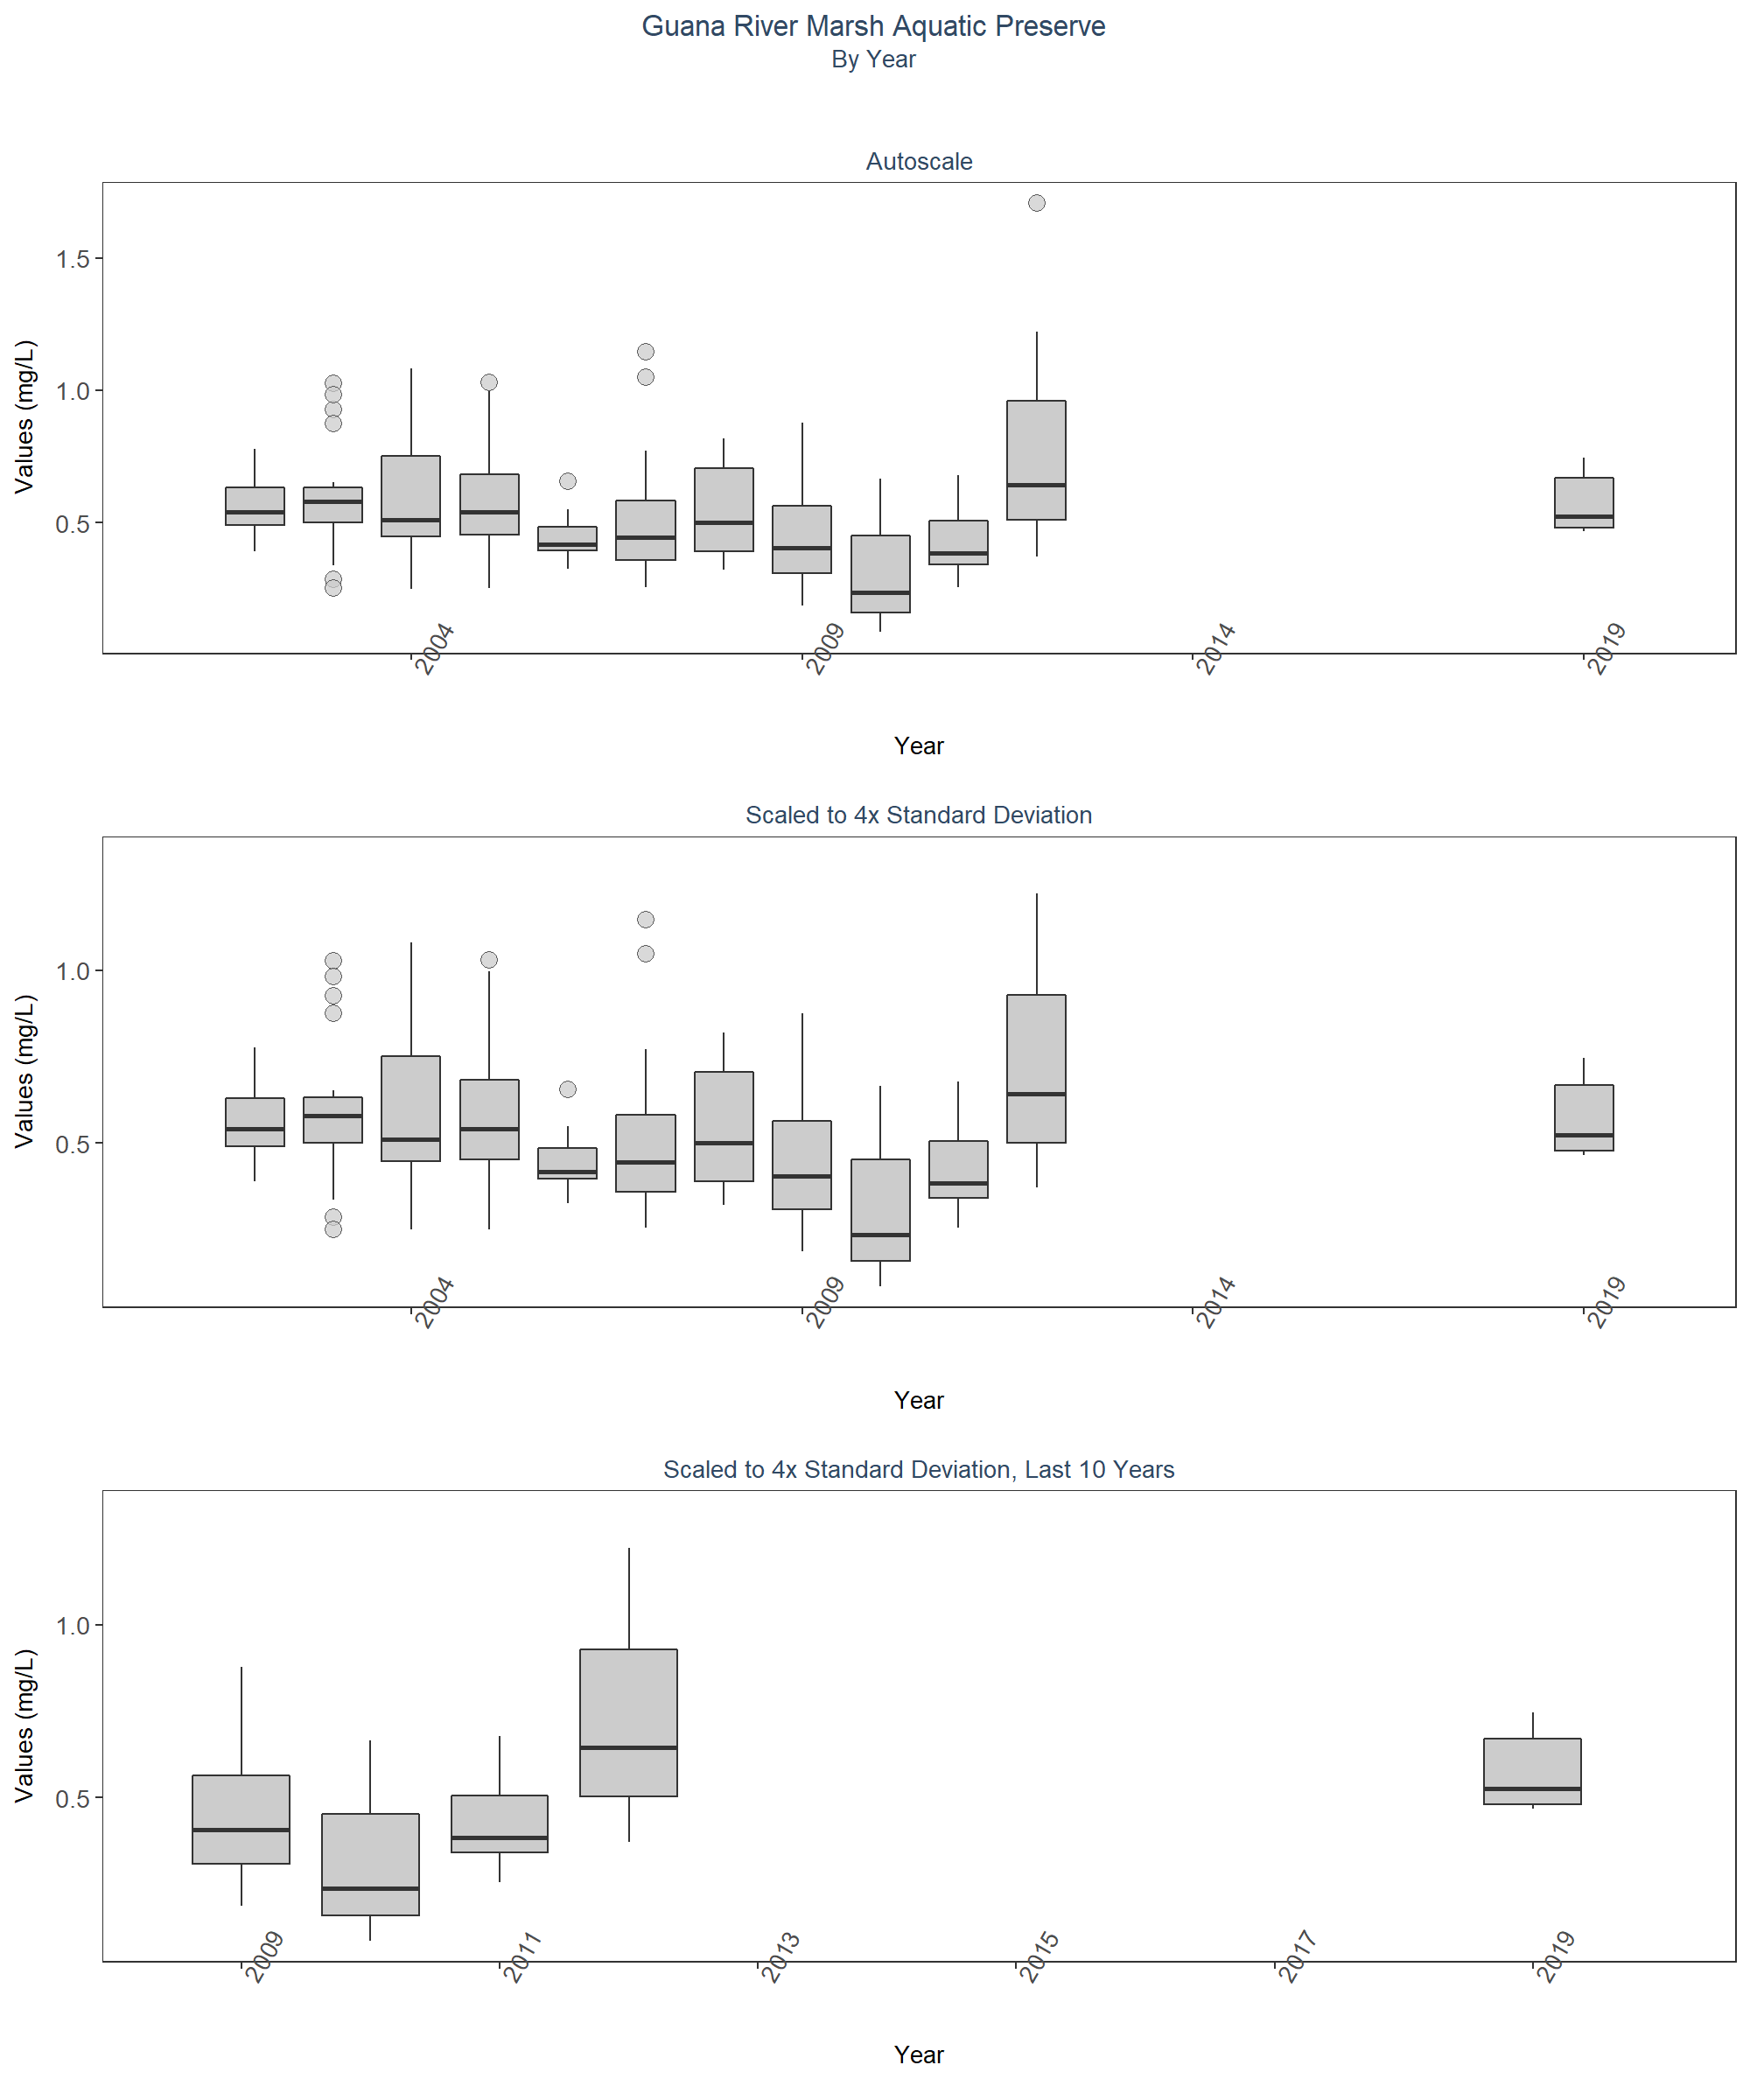 Guana River Marsh Aquatic Preserve
By Year
Autoscale
Values (mg/L)
1.5
1.0
0.5
2004
2009
2014
2019
Year
Scaled to 4x Standard Deviation
Values (mg/L)
1.0
0.5
2004
2009
2014
2019
Year
Scaled to 4x Standard Deviation, Last 10 Years
Values (mg/L)
1.0
0.5
2009
2011
2013
2015
2017
2019
Year